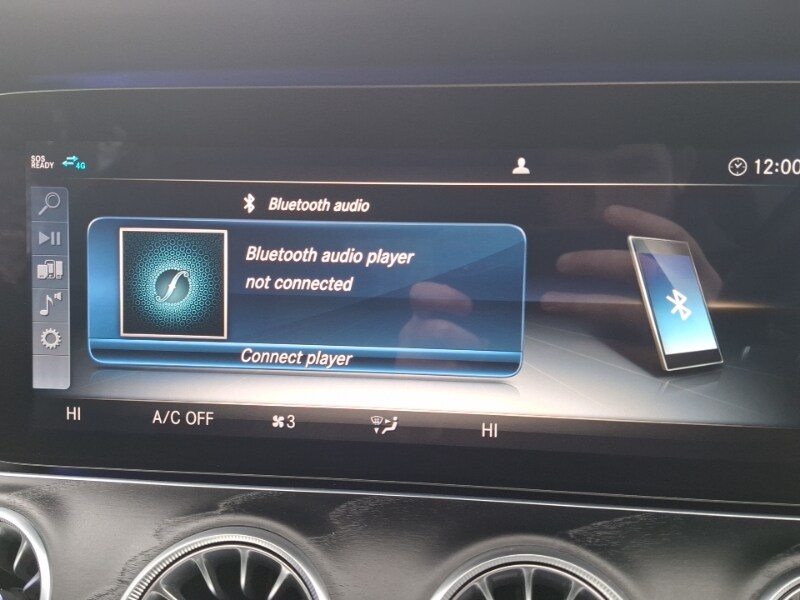 SOS
READY
4G
12:00
Bluetooth audio
Bluetooth audio player
not connected
Connect player
HI A/C OFF 3 HI